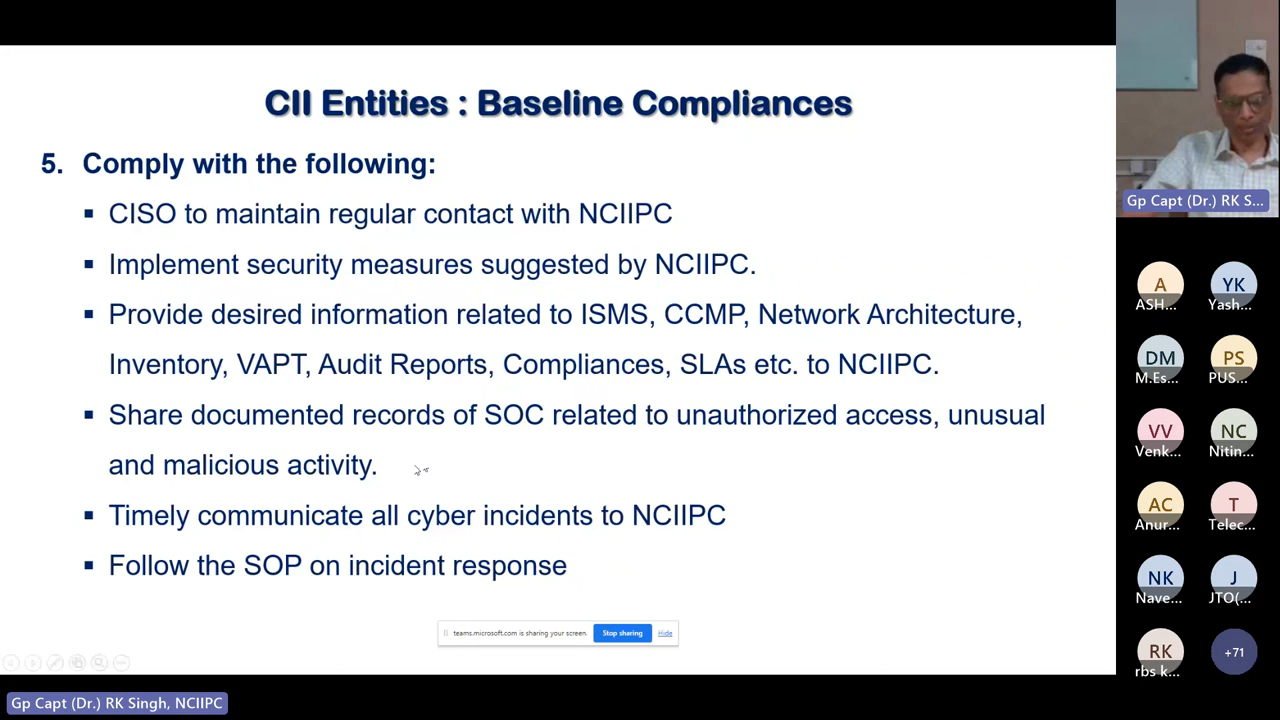 CII Entities : Baseline Compliances
5. Comply with the following:
▪ CISO to maintain regular contact with NCIIPC
▪ Implement security measures suggested by NCIIPC.
▪ Provide desired information related to ISMS, CCMP, Network Architecture,
Inventory, VAPT, Audit Reports, Compliances, SLAs etc. to NCIIPC.
▪ Share documented records of SOC related to unauthorized access, unusual
and malicious activity.
▪ Timely communicate all cyber incidents to NCIIPC
▪ Follow the SOP on incident response
teams.microsoft.com is sharing your screen. Stop sharing Hide
Gp Capt (Dr.) RK Singh, NCIIPC
Gp Capt (Dr.) RK S...
A YK
ASH... Yash...
DM PS
M.Es... PUS...
VV NC
Venk... Nitin...
AC T
Anur... Telec...
NK J
Nave... JTO(...
RK +71
rbs k...